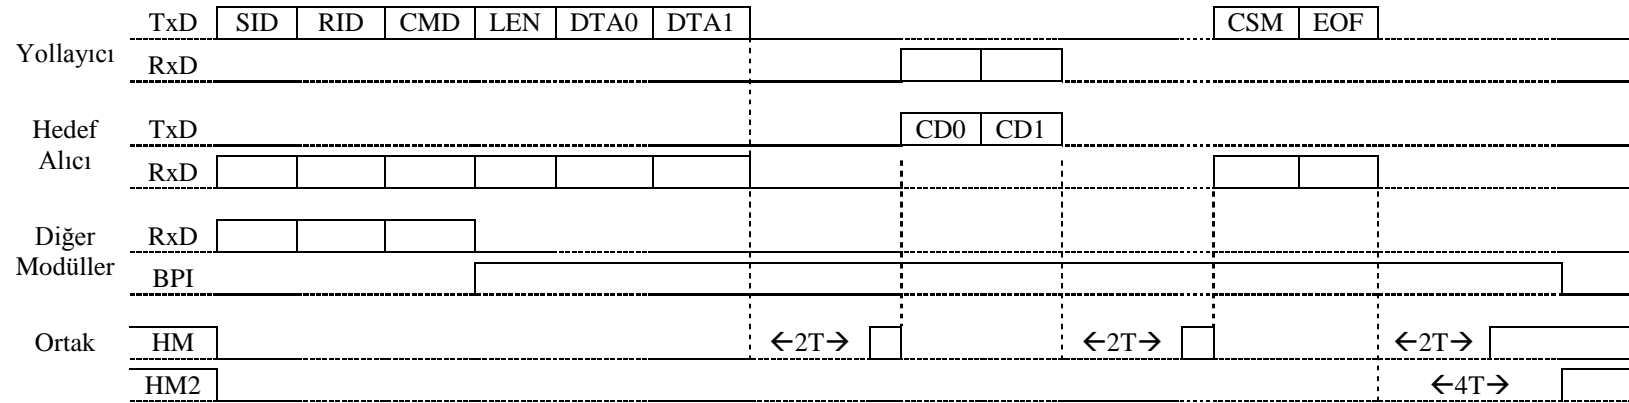 TxD SID RID CMD LEN DTA0 DTA1 CSM EOF
Yollayıcı
RxD
Hedef Alıcı
TxD CD0 CD1
RxD
Diğer Modüller
RxD
BPI
Ortak
HM ←2T→ ←2T→ ←2T→
HM2 ←4T→